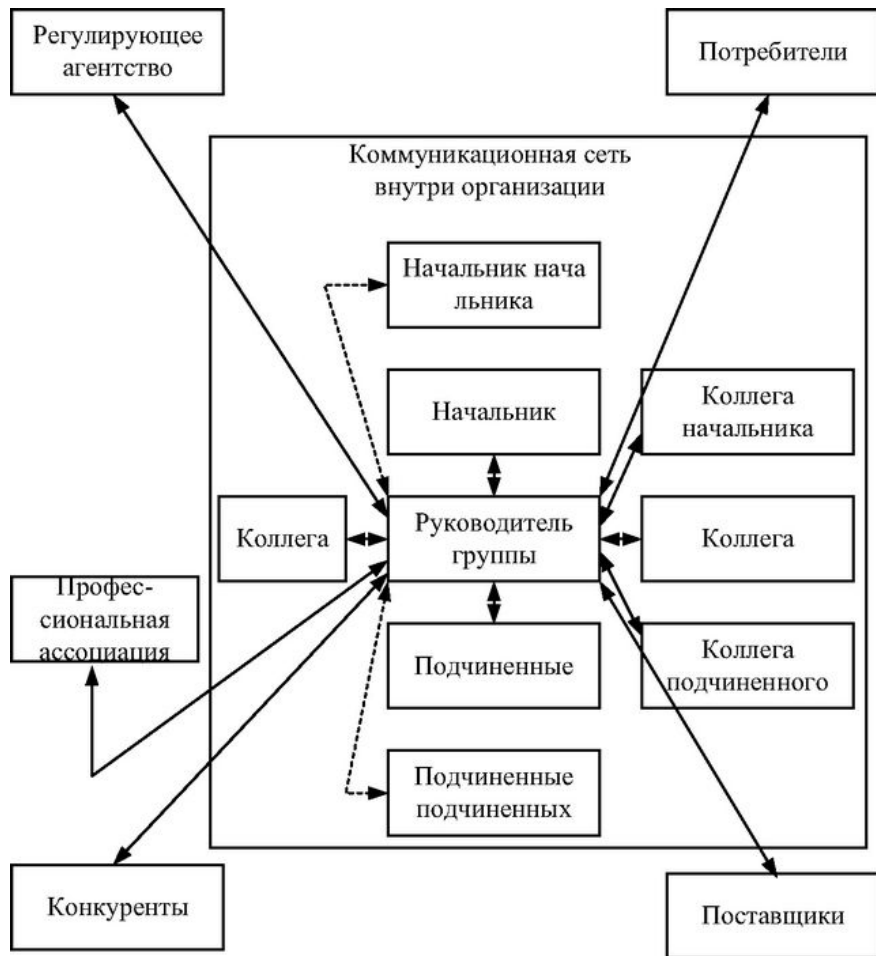 Регулирующее
агентство
Потребители
Коммуникационная сеть
внутри организации
Начальник нача
льника
Начальник
Коллега
начальника
Коллега
Руководитель
группы
Коллега
Профес-
сиональная
ассоциация
Подчиненные
Коллега
подчиненного
Подчиненные
подчиненных
Конкуренты
Поставщики